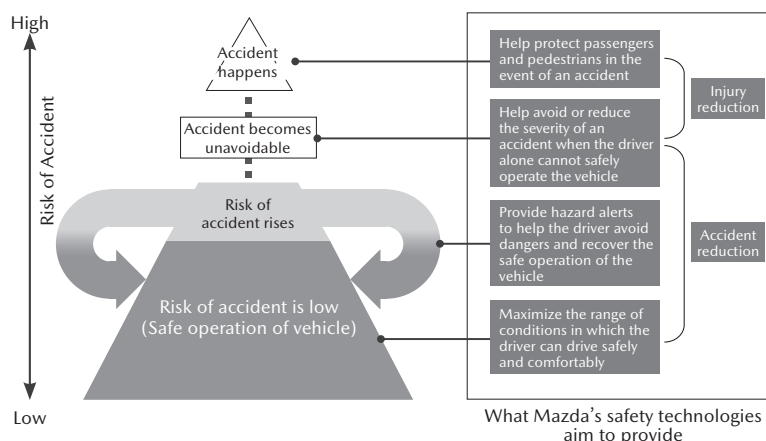 High
Risk of Accident
Low
Accident
happens
Accident becomes
unavoidable
Risk of
accident rises
Risk of accident is low
(Safe operation of vehicle)
Help protect passengers
and pedestrians in the
event of an accident
Help avoid or reduce
the severity of an
accident when the driver
alone cannot safely
operate the vehicle
Provide hazard alerts
to help the driver avoid
dangers and recover the
safe operation of the
vehicle
Maximize the range of
conditions in which the
driver can drive safely
and comfortably
Injury
reduction
Accident
reduction
What Mazda's safety technologies
aim to provide